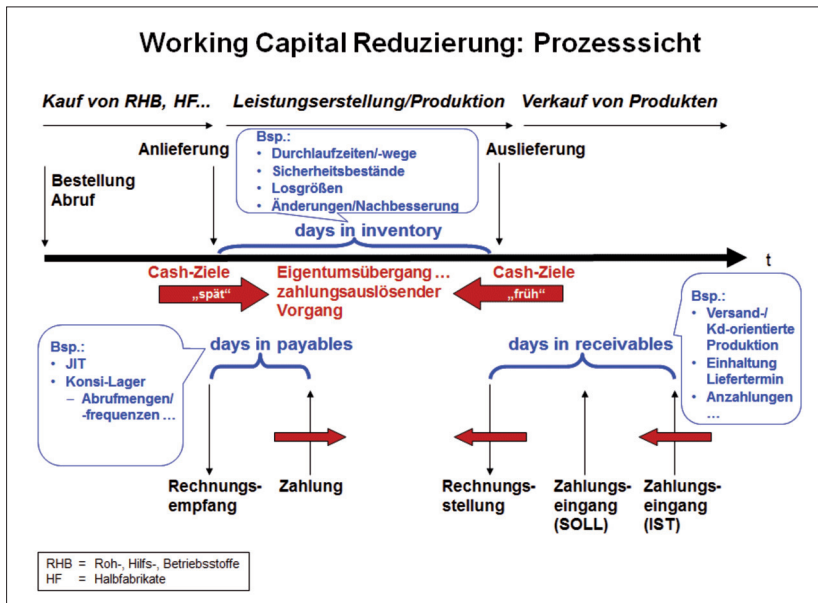 Working Capital Reduzierung: Prozesssicht
Kauf von RHB, HF...
Leistungserstellung/Produktion
Verkauf von Produkten
Bestellung
Abruf
Anlieferung
Bsp.:
• Durchlaufzeiten/-wege
• Sicherheitsbestände
• Losgrößen
• Änderungen/Nachbesserung
Auslieferung
days in inventory
t
Cash-Ziele
„spät“
Eigentumsübergang ...
zahlungsauslösender
Vorgang
Cash-Ziele
„früh“
Bsp.:
• JIT
• Konsi-Lager
– Abrufmengen/
-frequenzen ...
days in payables
days in receivables
Bsp.:
• Versand-/
Kd-orientierte
Produktion
• Einhaltung
Liefertermin
• Anzahlungen
...
Rechnungs-
empfang
Zahlung
Rechnungs-
stellung
Zahlungs-
eingang
(SOLL)
Zahlungs-
eingang
(IST)
RHB = Roh-, Hilfs-, Betriebsstoffe
HF = Halbfabrikate